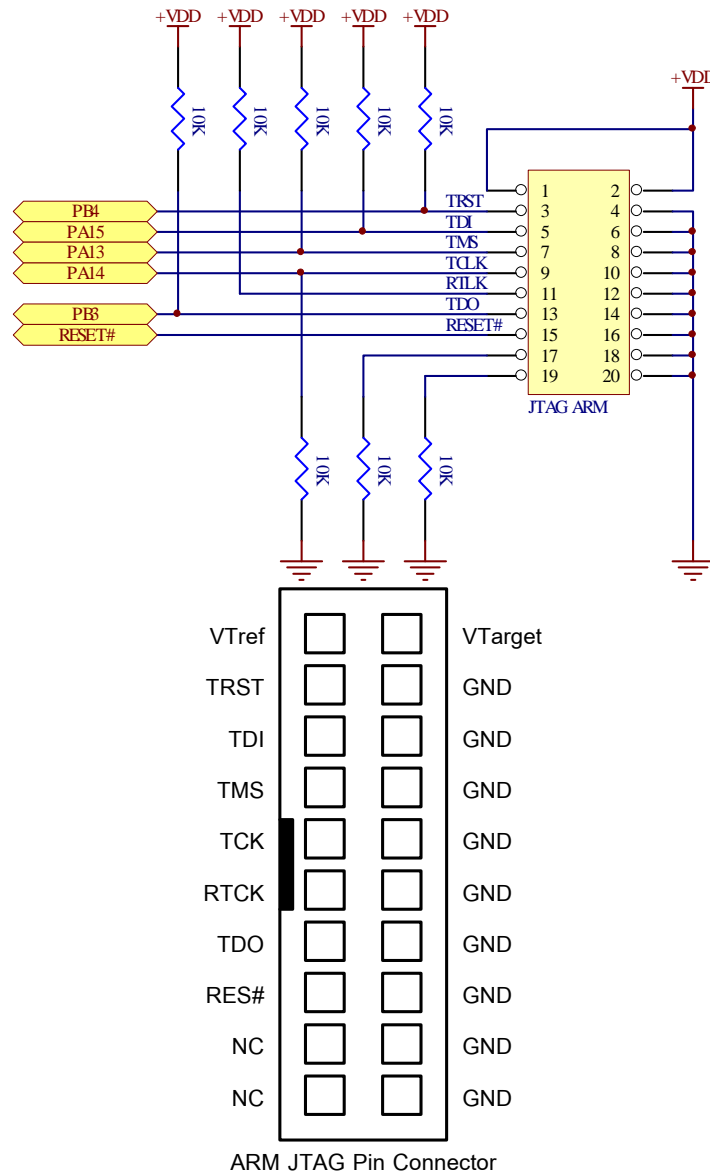 +VDD +VDD +VDD +VDD +VDD
+VDD
10K 10K 10K 10K 10K
1 2
PB4 TRST 3 4
PA15 TDI 5 6
PA13 TMS 7 8
PA14 TCLK 9 10
RTLK 11 12
PB3 TDO 13 14
RESET# RESET# 15 16
17 18
19 20
JTAG ARM
10K 10K 10K
VTref VTarget
TRST GND
TDI GND
TMS GND
TCK GND
RTCK GND
TDO GND
RES# GND
NC GND
NC GND
ARM JTAG Pin Connector